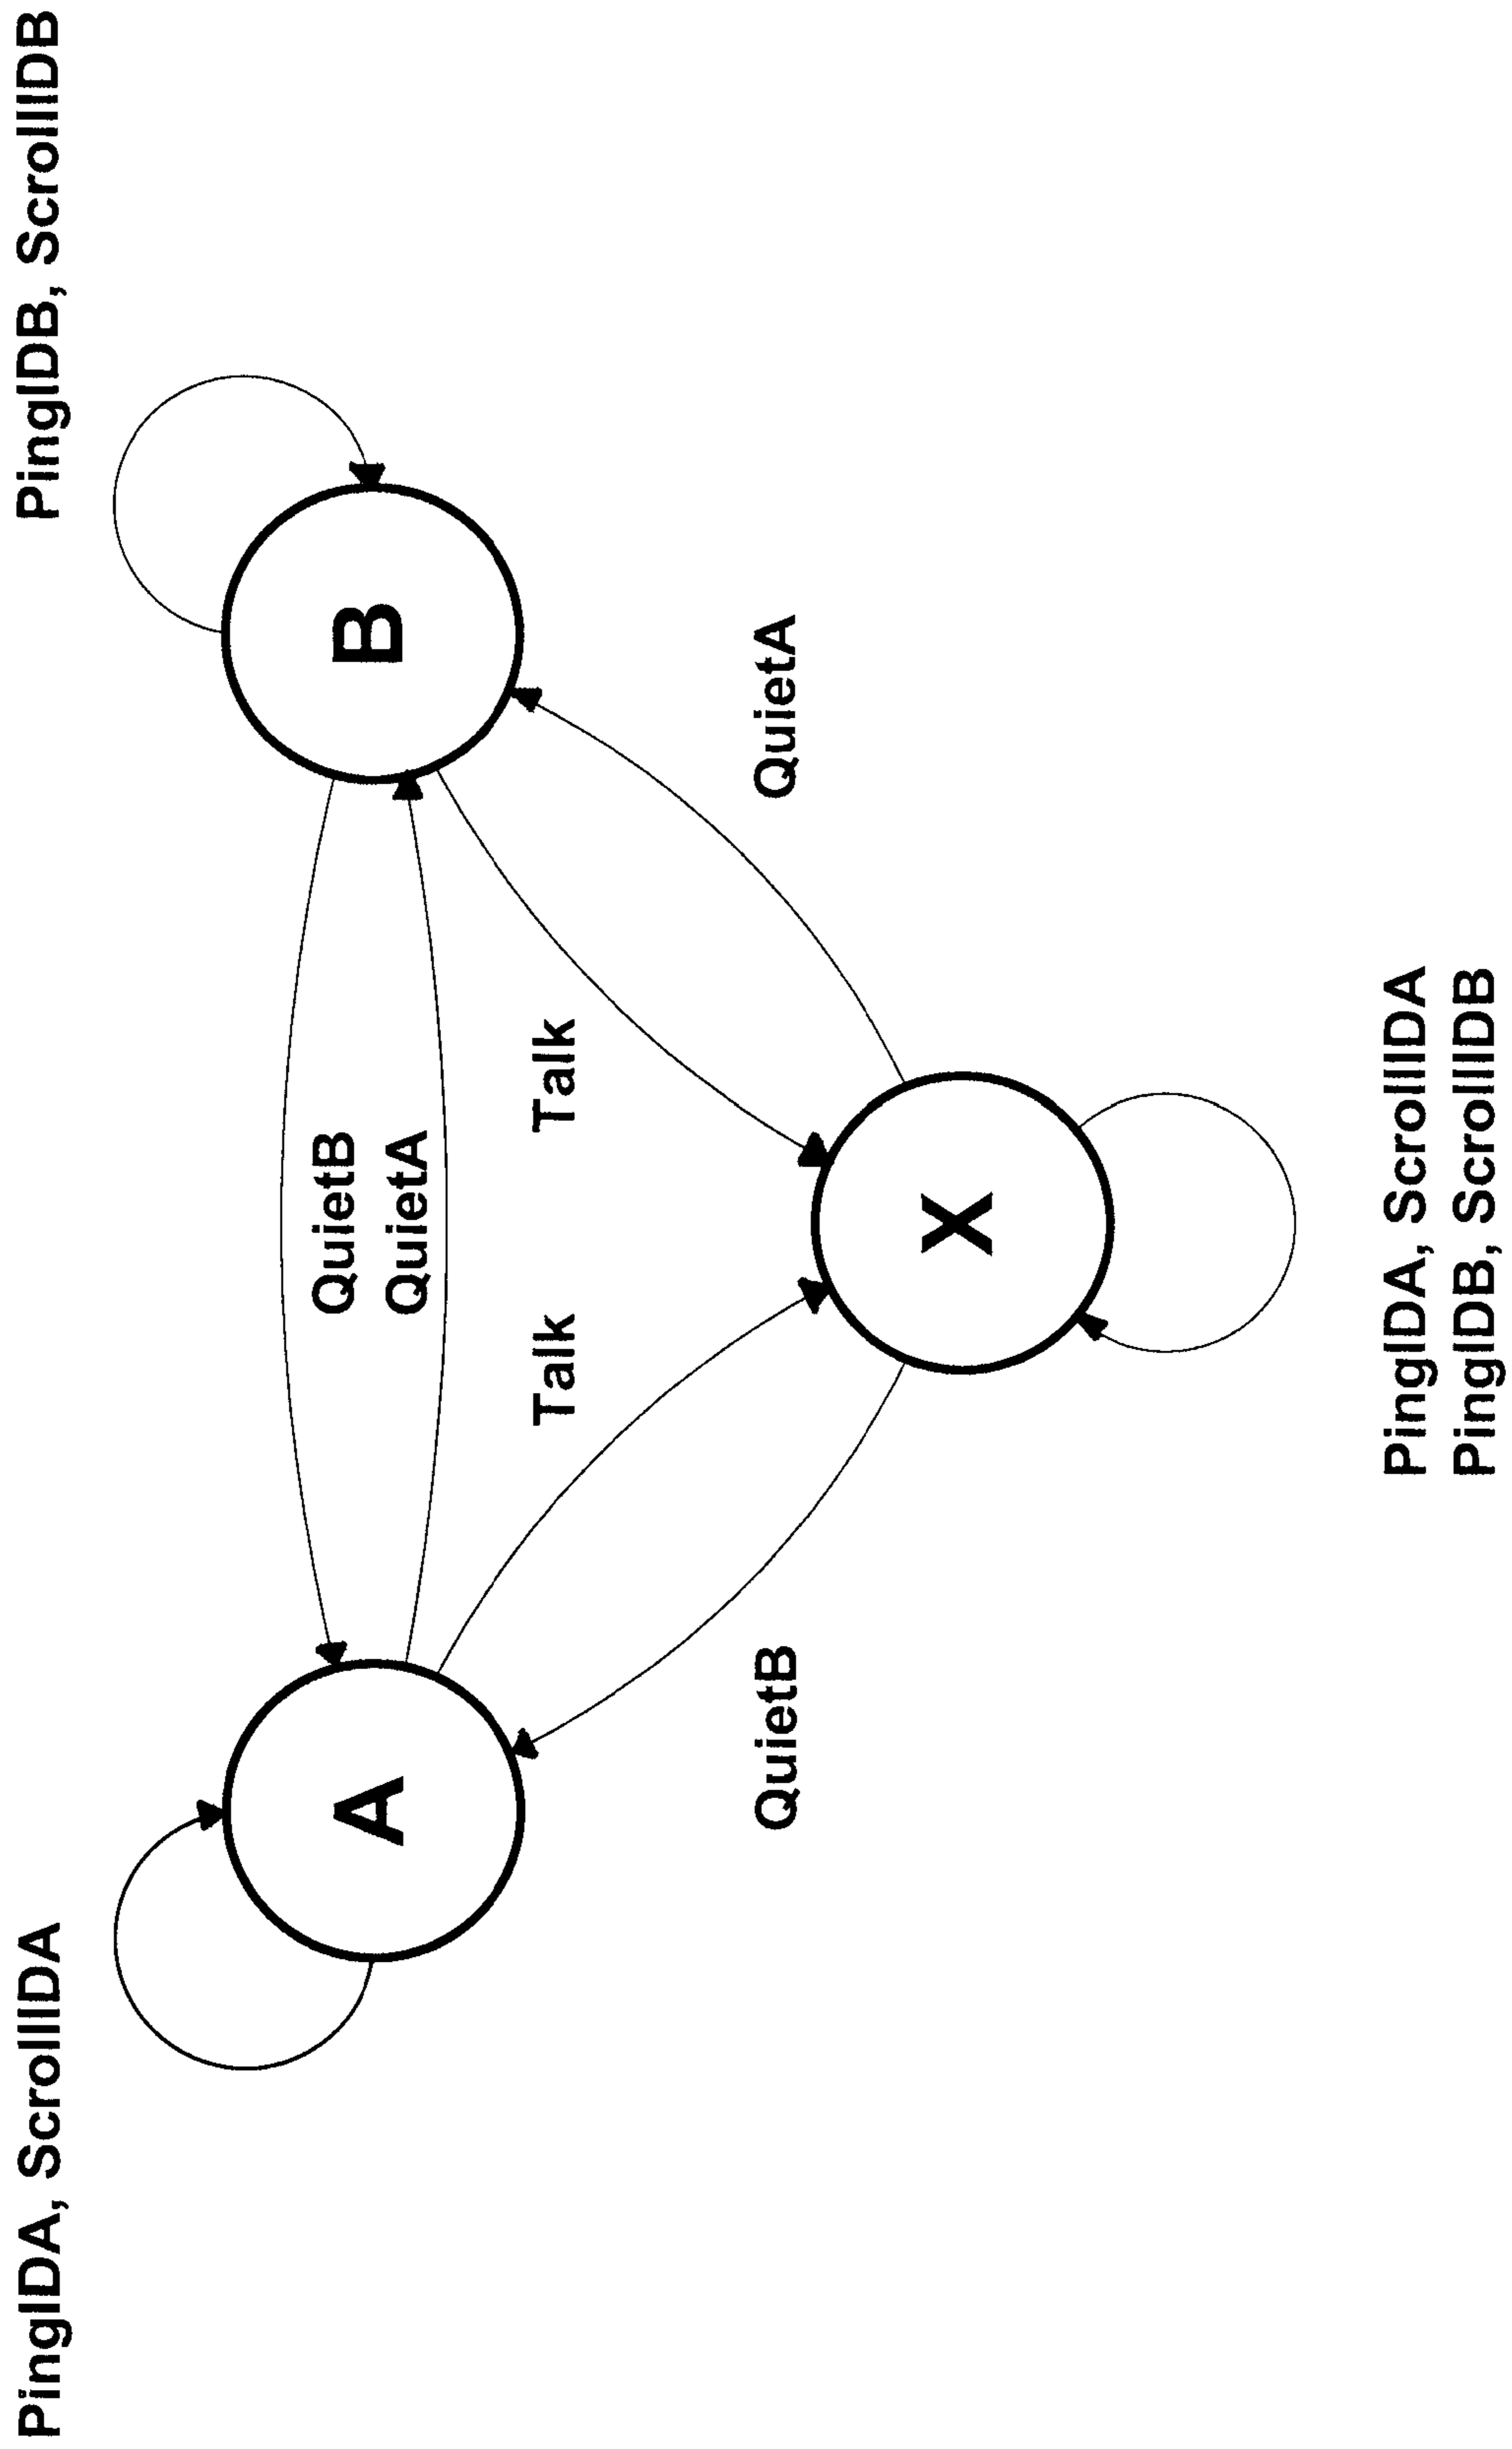 PingIDA, ScrollIDA
PingIDB, ScrollIDB
A
QuietB
QuietA
B
Talk
Talk
QuietB
QuietA
X
PingIDA, ScrollIDA
PingIDB, ScrollIDB